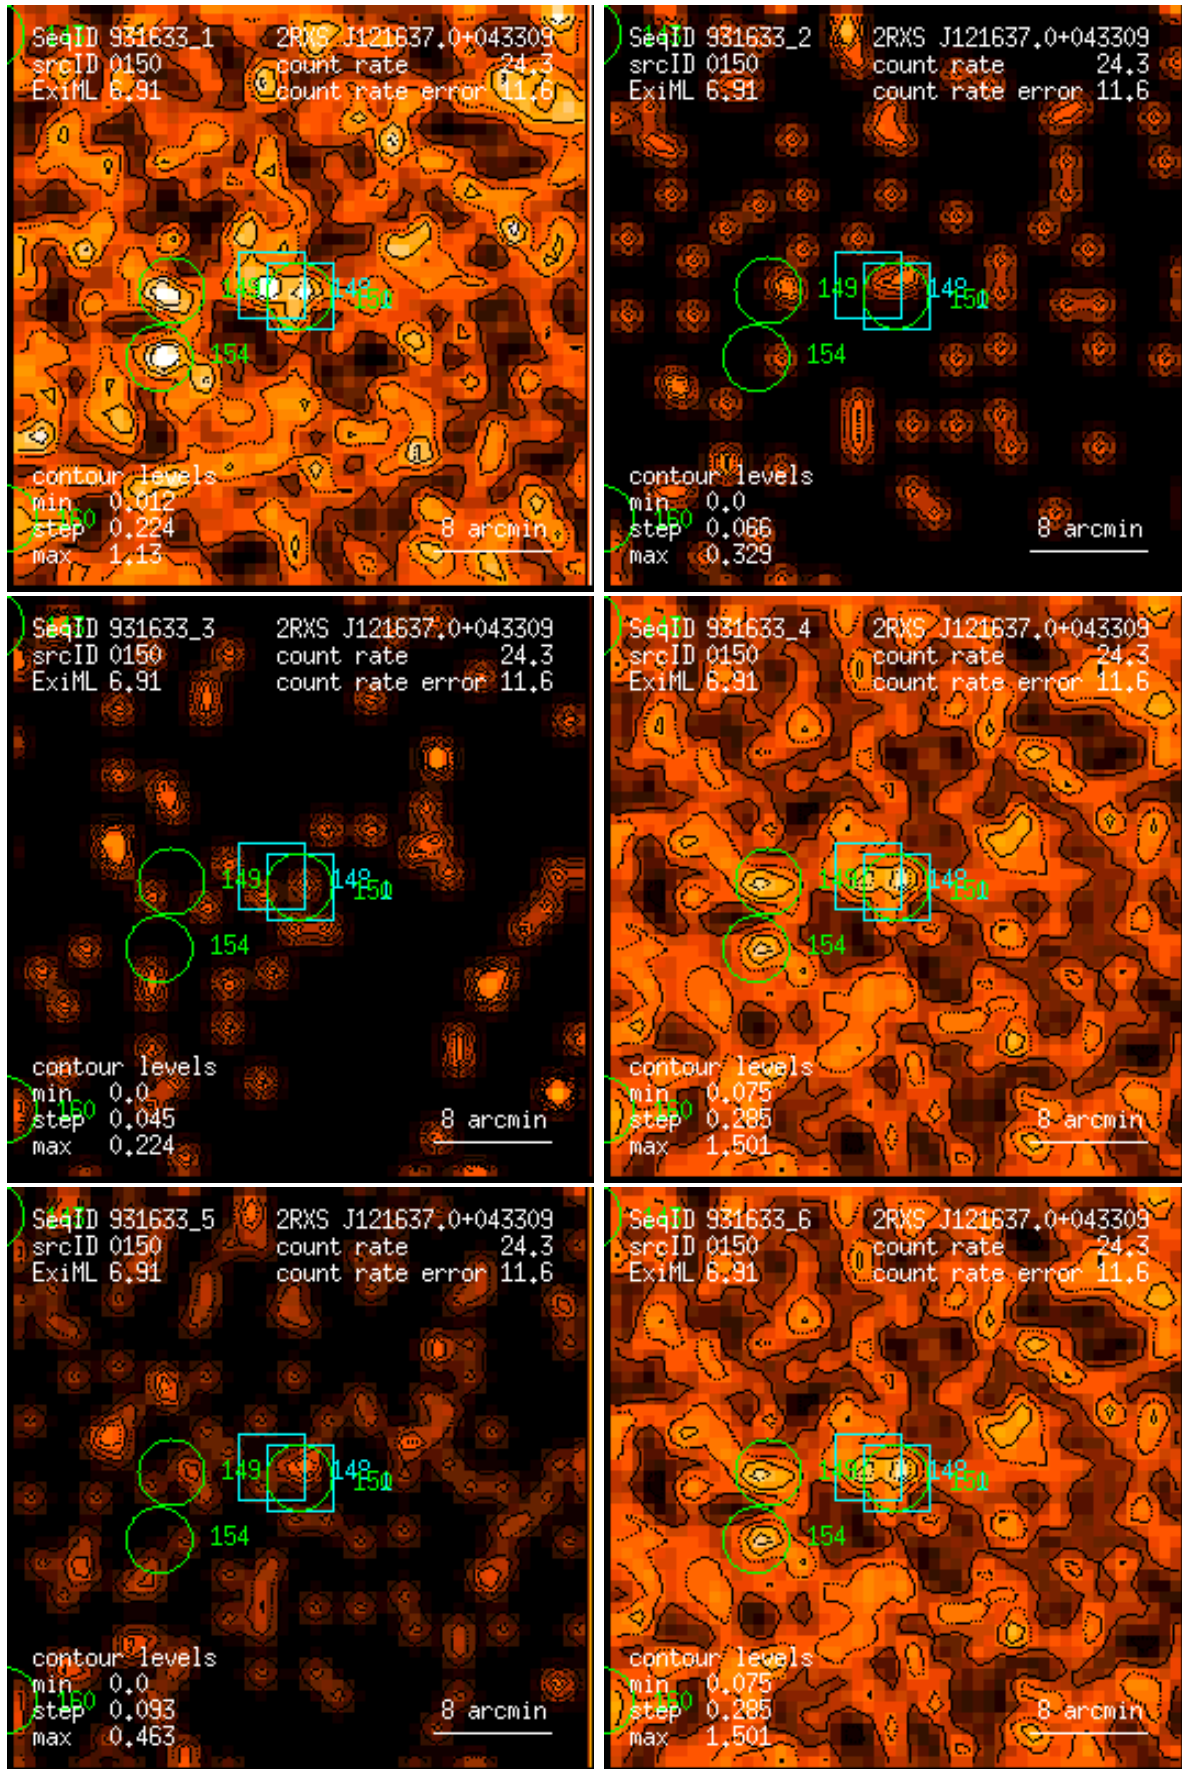 SeqID 931633_1 2RXS J121637.0+043309
srcID 0150 count rate 24.3
ExiML 6.91 count rate error 11.6
149 148
154
contour levels
min 0.012
160
step 0.224 8 arcmin
max 1.13
SeqID 931633_2 2RXS J121637.0+043309
srcID 0150 count rate 24.3
ExiML 6.91 count rate error 11.6
149 148
154
contour levels
min 0.0
160
step 0.066 8 arcmin
max 0.329
SeqID 931633_3 2RXS J121637.0+043309
srcID 0150 count rate 24.3
ExiML 6.91 count rate error 11.6
149 148
154
contour levels
min 0.0
160
step 0.045 8 arcmin
max 0.224
SeqID 931633_4 2RXS J121637.0+043309
srcID 0150 count rate 24.3
ExiML 6.91 count rate error 11.6
149 148
154
contour levels
min 0.075
160
step 0.285 8 arcmin
max 1.501
SeqID 931633_5 2RXS J121637.0+043309
srcID 0150 count rate 24.3
ExiML 6.91 count rate error 11.6
149 148
154
contour levels
min 0.0
160
step 0.093 8 arcmin
max 0.463
SeqID 931633_6 2RXS J121637.0+043309
srcID 0150 count rate 24.3
ExiML 6.91 count rate error 11.6
149 148
154
contour levels
min 0.075
160
step 0.285 8 arcmin
max 1.501